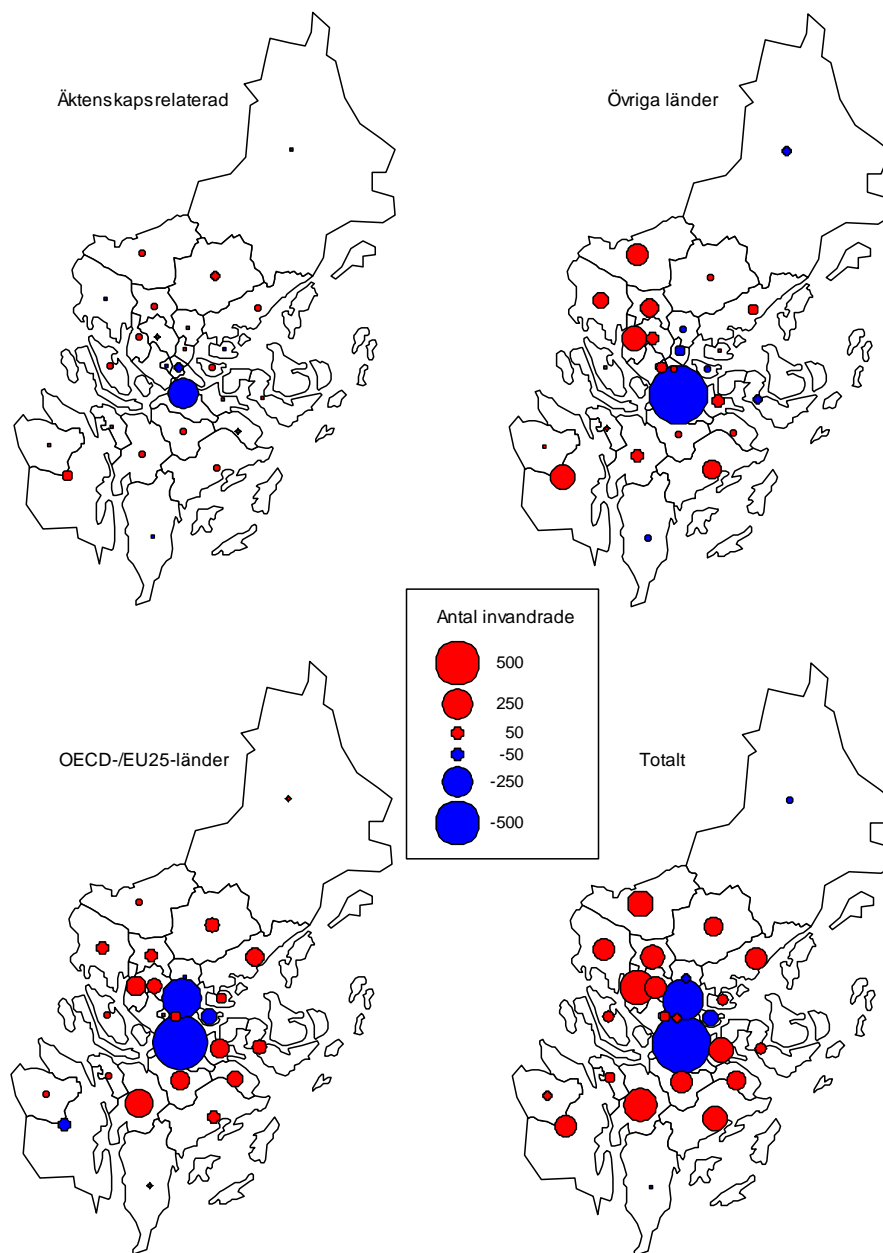 Äktenskapsrelaterad
Övriga länder
Antal invandrade
500
250
50
-50
-250
-500
OECD-/EU25-länder
Totalt